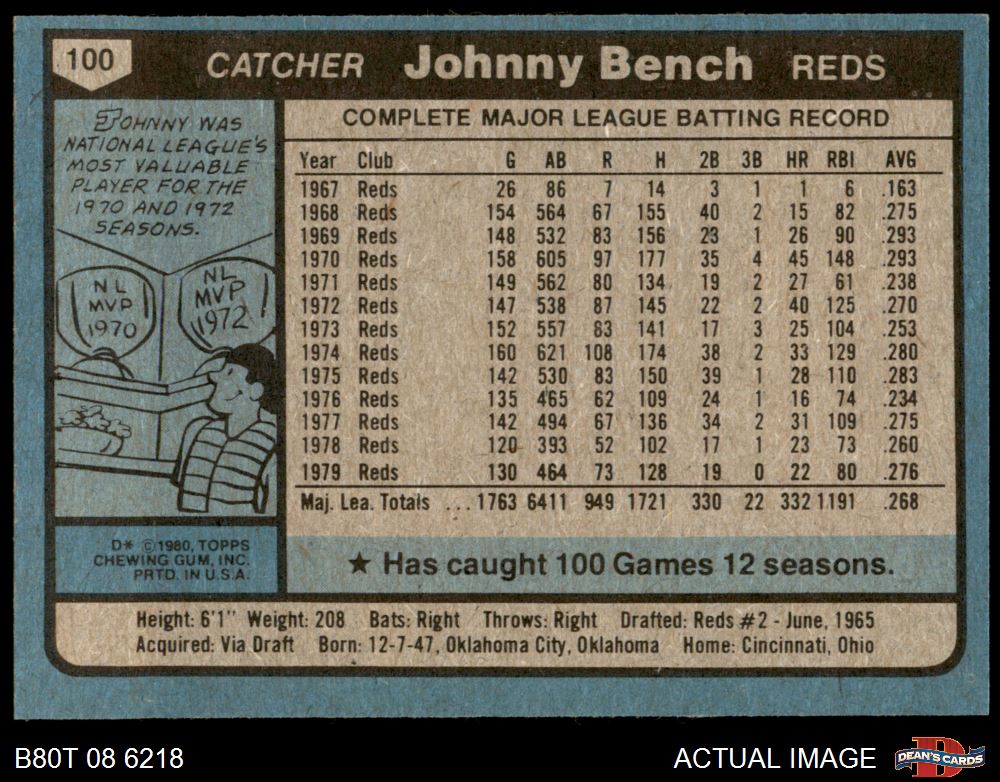 100 CATCHER Johnny Bench REDS
JOHNNY WAS
NATIONAL LEAGUE'S
MOST VALUABLE
PLAYER FOR THE
1970 AND 1972
SEASONS.
NL
MVP
1970
NL
MVP
1972
D* © 1980, TOPPS
CHEWING GUM, INC.
PRTD. IN U.S.A.
COMPLETE MAJOR LEAGUE BATTING RECORD
Year Club G AB R H 2B 3B HR RBI AVG
1967 Reds 26 86 7 14 3 1 1 6 .163
1968 Reds 154 564 67 155 40 2 15 82 .275
1969 Reds 148 532 83 156 23 1 26 90 .293
1970 Reds 158 605 97 177 35 4 45 148 .293
1971 Reds 149 562 80 134 19 2 27 61 .238
1972 Reds 147 538 87 145 22 2 40 125 .270
1973 Reds 152 557 83 141 17 3 25 104 .253
1974 Reds 160 621 108 174 38 2 33 129 .280
1975 Reds 142 530 83 150 39 1 28 110 .283
1976 Reds 135 465 62 109 24 1 16 74 .234
1977 Reds 142 494 67 136 34 2 31 109 .275
1978 Reds 120 393 52 102 17 1 23 73 .260
1979 Reds 130 464 73 128 19 0 22 80 .276
Maj. Lea. Totals ... 1763 6411 949 1721 330 22 332 1191 .268
★ Has caught 100 Games 12 seasons.
Height: 6'1" Weight: 208 Bats: Right Throws: Right Drafted: Reds #2 - June, 1965
Acquired: Via Draft Born: 12-7-47, Oklahoma City, Oklahoma Home: Cincinnati, Ohio
B80T 08 6218 ACTUAL IMAGE
D
DEAN'S CARDS